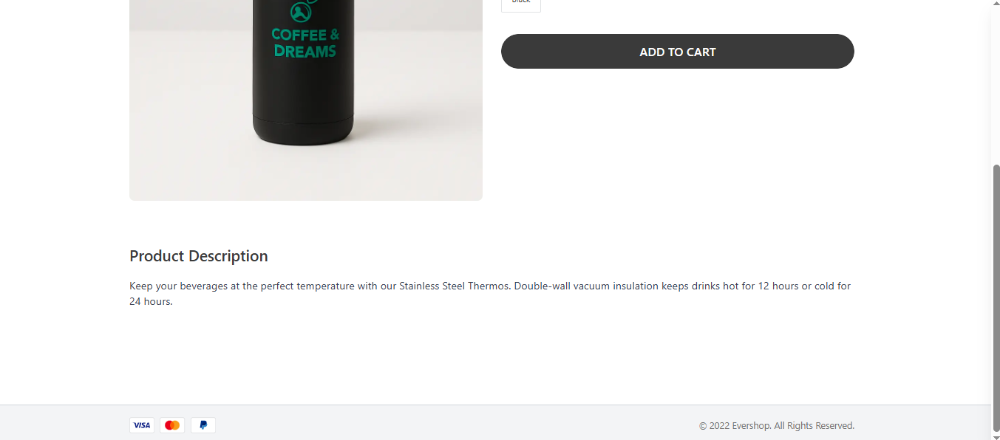 Black
COFFEE &
DREAMS
ADD TO CART
Product Description
Keep your beverages at the perfect temperature with our Stainless Steel Thermos. Double-wall vacuum insulation keeps drinks hot for 12 hours or cold for
24 hours.
VISA
© 2022 Evershop. All Rights Reserved.